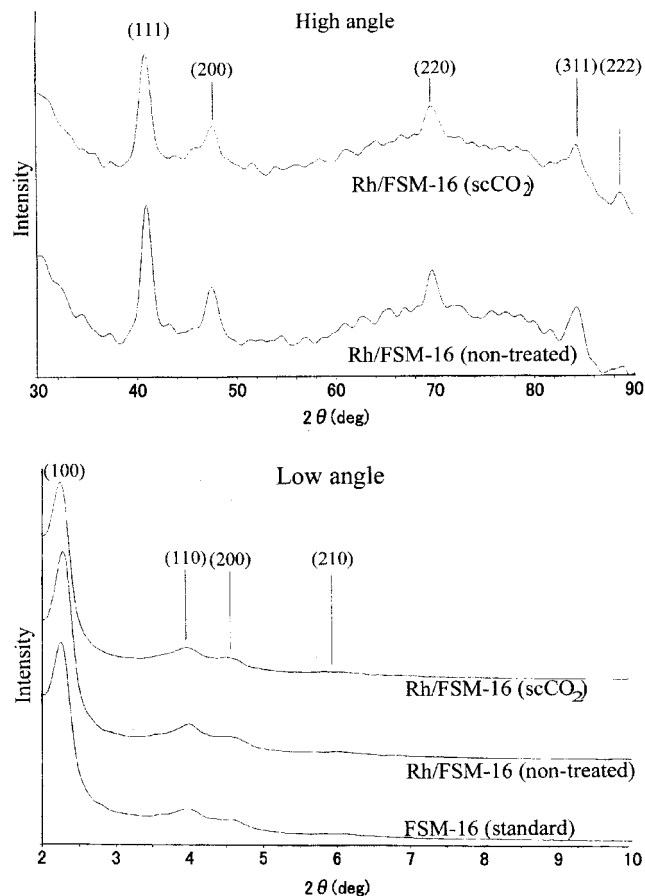 High angle
(111)
(200)
(220)
(311)
(222)
Intensity
Rh/FSM-16 (scCO2)
Rh/FSM-16 (non-treated)
30 40 50 60 70 80 90
2θ(deg)
Low angle
(100)
(110)
(200)
(210)
Intensity
Rh/FSM-16 (scCO2)
Rh/FSM-16 (non-treated)
FSM-16 (standard)
2 3 4 5 6 7 8 9 10
2θ(deg)